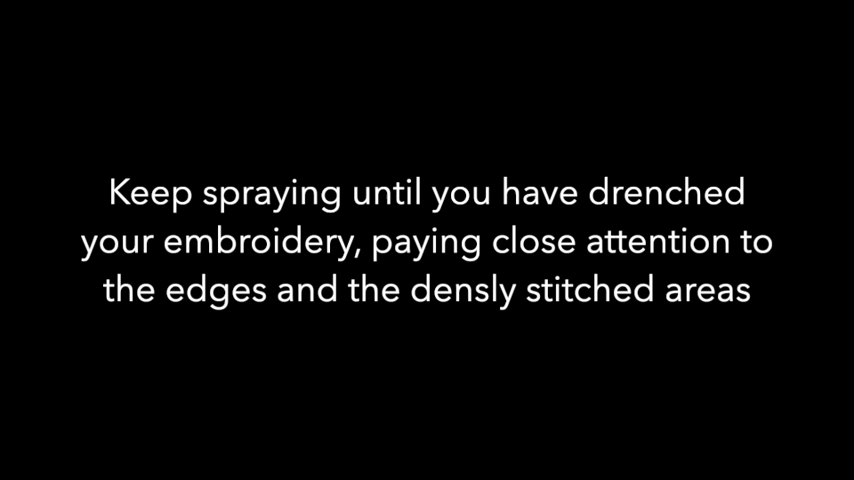 Keep spraying until you have drenched
your embroidery, paying close attention to
the edges and the densly stitched areas